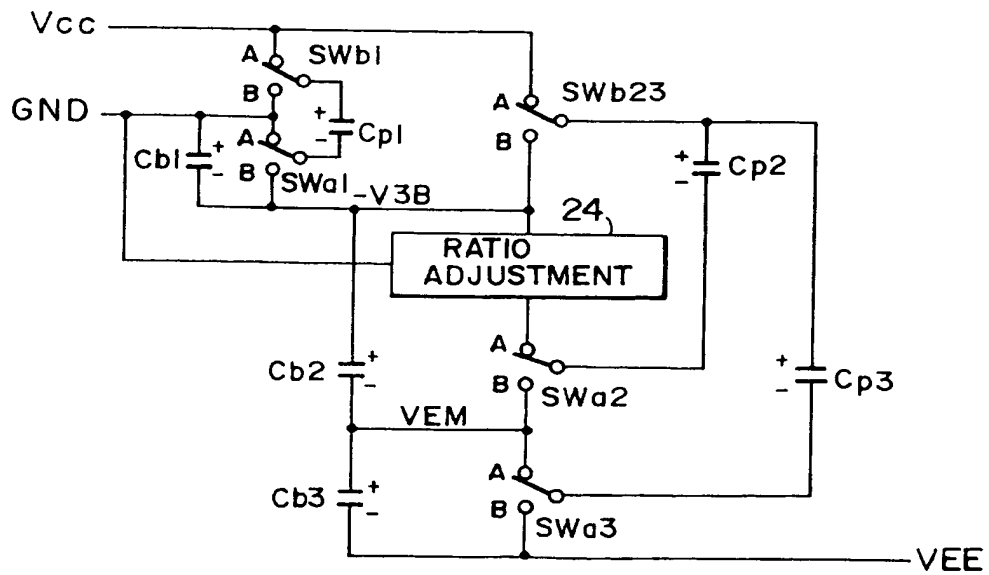 Vcc
A SWb1
B
GND
+
- Cp1
A
B SWa1
Cb1 +
-
-V3B
A SWb23
B
+
- Cp2
24
RATIO
ADJUSTMENT
A
B SWa2
Cb2 +
-
+
- Cp3
VEM
A
B SWa3
Cb3 +
-
VEE